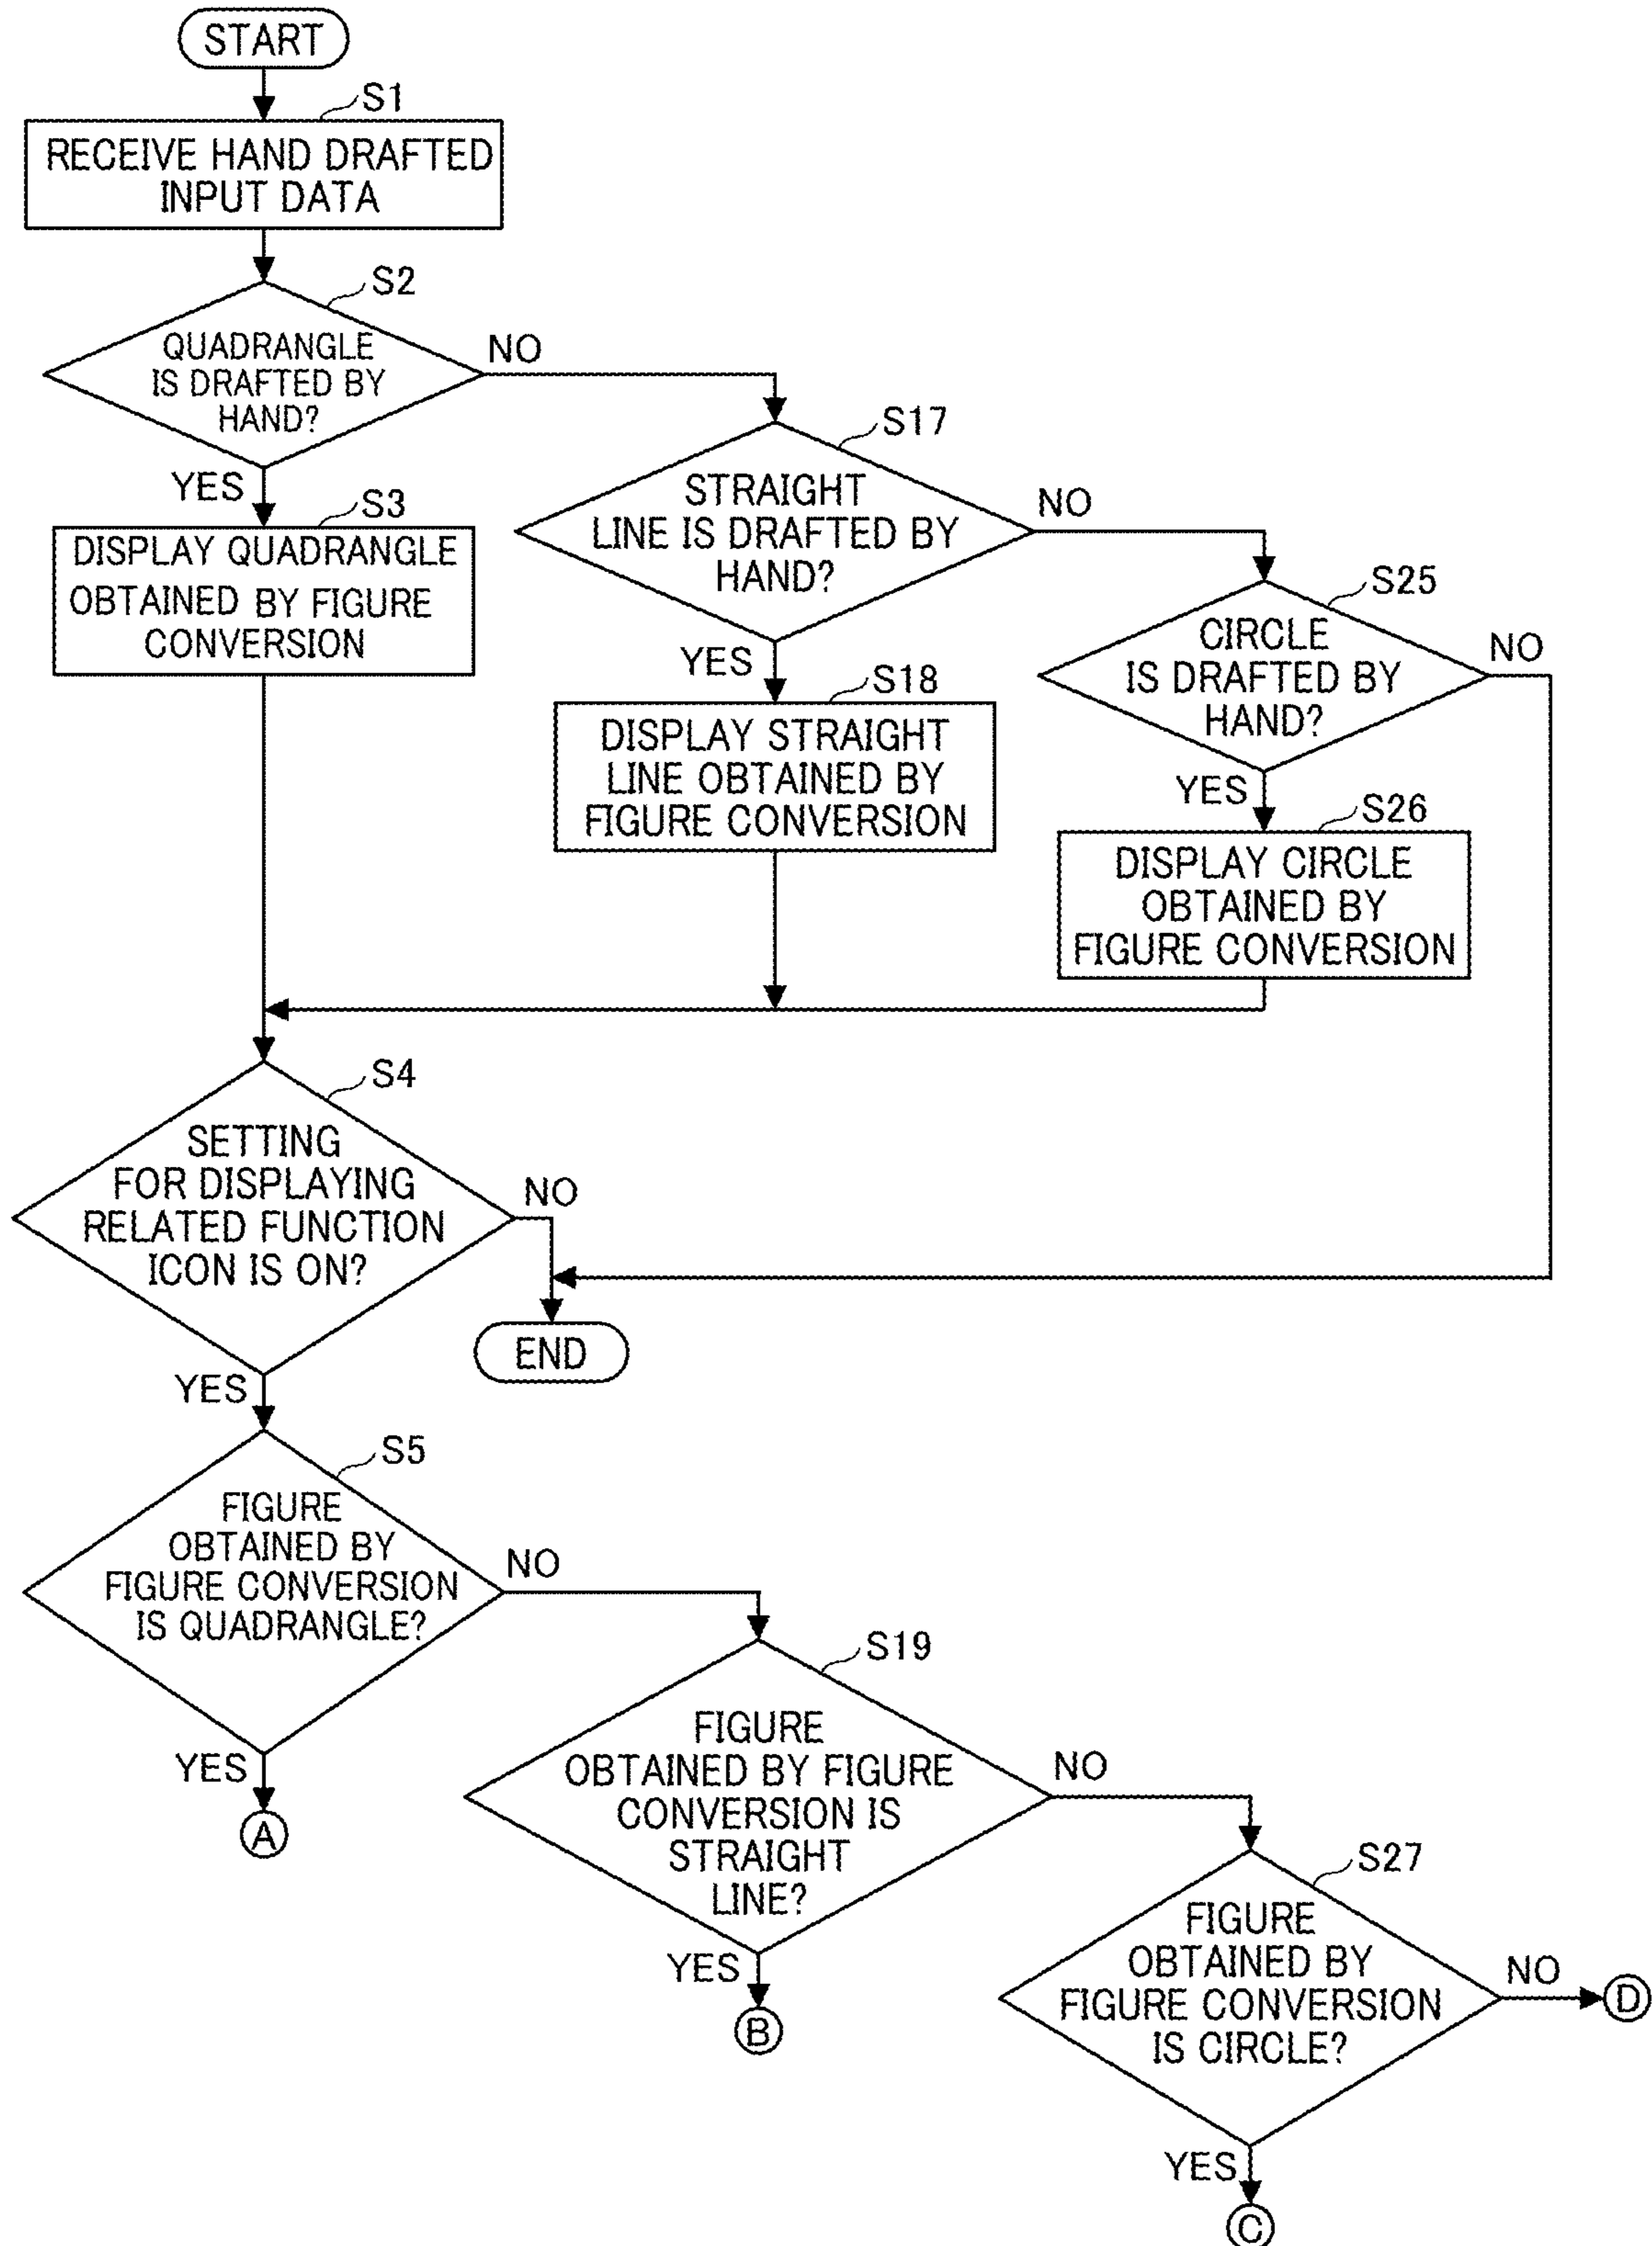 START
S1
RECEIVE HAND DRAFTED
INPUT DATA
S2
QUADRANGLE
IS DRAFTED BY
HAND?
NO
YES
S17
STRAIGHT
LINE IS DRAFTED BY
HAND?
NO
YES
S3
DISPLAY QUADRANGLE
OBTAINED BY FIGURE
CONVERSION
S25
CIRCLE
IS DRAFTED BY
HAND?
NO
YES
S18
DISPLAY STRAIGHT
LINE OBTAINED BY
FIGURE CONVERSION
S26
DISPLAY CIRCLE
OBTAINED BY
FIGURE CONVERSION
S4
SETTING
FOR DISPLAYING
RELATED FUNCTION
ICON IS ON?
NO
END
YES
S5
FIGURE
OBTAINED BY
FIGURE CONVERSION
IS QUADRANGLE?
NO
YES
A
S19
FIGURE
OBTAINED BY FIGURE
CONVERSION IS
STRAIGHT
LINE?
NO
YES
B
S27
FIGURE
OBTAINED BY
FIGURE CONVERSION
IS CIRCLE?
NO
D
YES
C